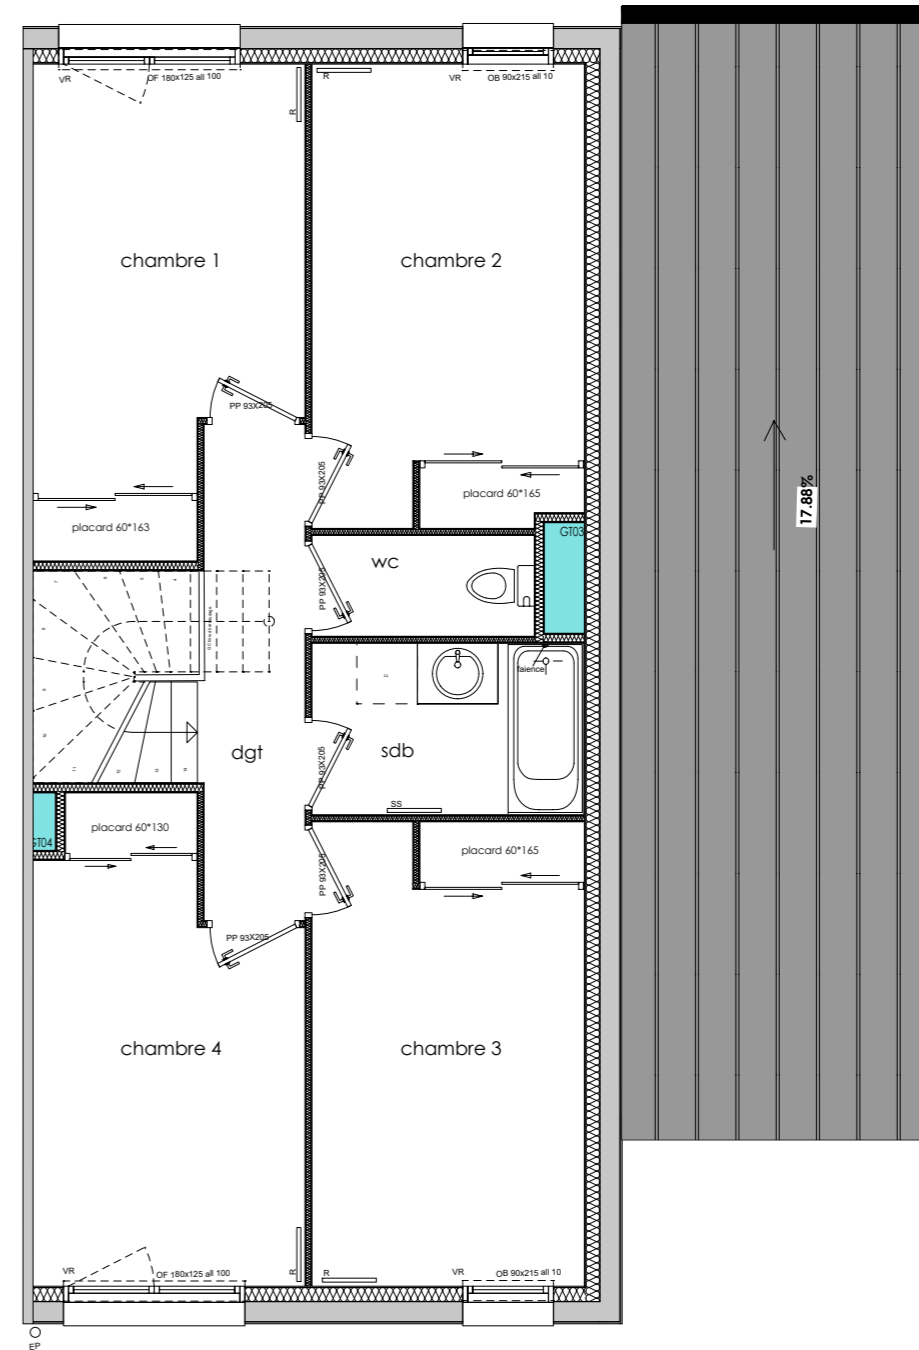 VR
OF 180x125 all 100
R
R
VR
OB 90x215 all 10
chambre 1
chambre 2
PP 93X205
PP 93X205
placard 60*165
17.88%
placard 60*163
GT03
wc
PP 93X205
faience
dgt
sdb
PP 93X205
SS
GT04
placard 60*130
placard 60*165
PP 93X205
PP 93X205
chambre 4
chambre 3
VR
OF 180x125 all 100
R
R
VR
OB 90x215 all 10
EP